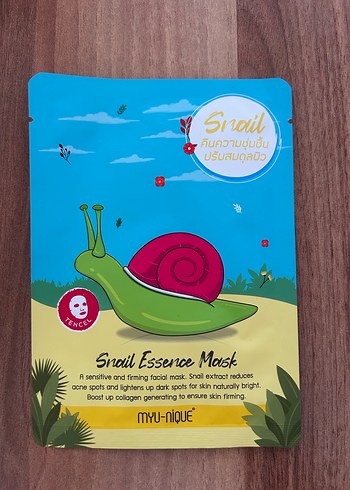 Snail
คืนความชุ่มชื้น
ปรับสมดุลผิว
TENCEL
Snail Essence Mask
A sensitive and firming facial mask. Snail extract reduces
acne spots and lightens up dark spots for skin naturally bright.
Boost up collagen generating to ensure skin firming.
MYU-NIQUE®